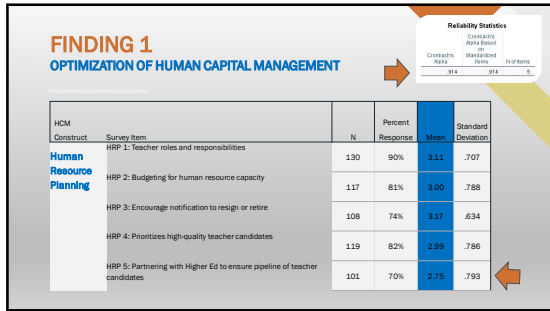 FINDING 1
OPTIMIZATION OF HUMAN CAPITAL MANAGEMENT
Reliability Statistics
Cronbach's Alpha
Cronbach's Alpha Based on Standardized Items
N of Items
.914 .914 5
HCM Construct
Survey Item
N
Percent Response
Mean
Standard Deviation
Human Resource Planning
HRP 1: Teacher roles and responsibilities
130 90% 3.11 .707
HRP 2: Budgeting for human resource capacity
117 81% 3.00 .788
HRP 3: Encourage notification to resign or retire
108 74% 3.17 .634
HRP 4: Prioritizes high-quality teacher candidates
119 82% 2.99 .786
HRP 5: Partnering with Higher Ed to ensure pipeline of teacher
candidates
101 70% 2.75 .793